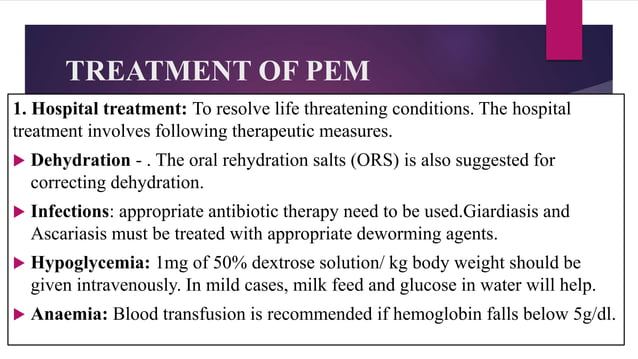 TREATMENT OF PEM
1. Hospital treatment: To resolve life threatening conditions. The hospital
treatment involves following therapeutic measures.
Dehydration - . The oral rehydration salts (ORS) is also suggested for
correcting dehydration.
Infections: appropriate antibiotic therapy need to be used.Giardiasis and
Ascariasis must be treated with appropriate deworming agents.
Hypoglycemia: 1mg of 50% dextrose solution/ kg body weight should be
given intravenously. In mild cases, milk feed and glucose in water will help.
Anaemia: Blood transfusion is recommended if hemoglobin falls below 5g/dl.